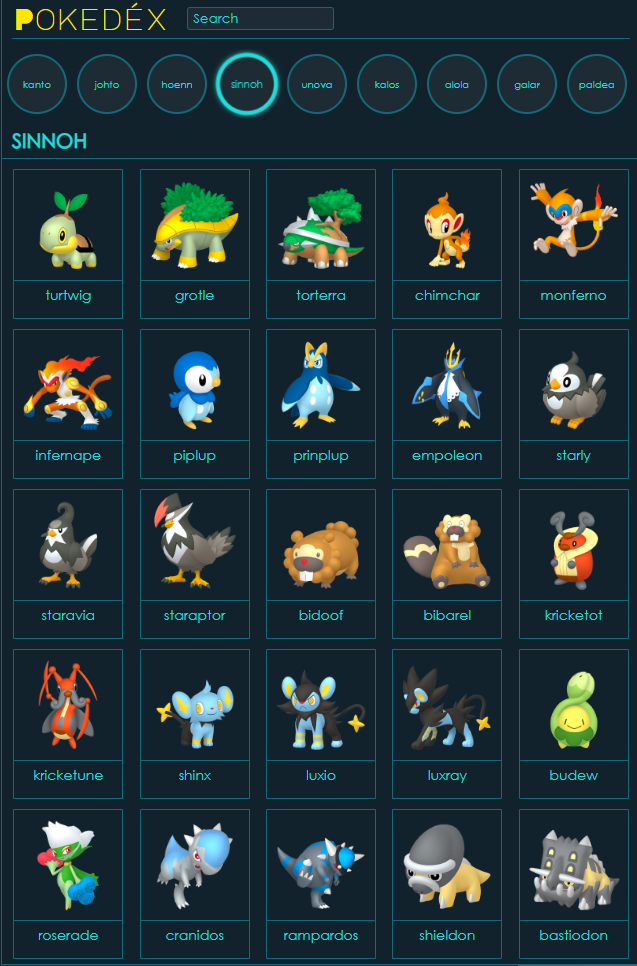 POKEDÉX
Search
kanto johto hoenn sinnoh unova kalos alola galar paldea
SINNOH
turtwig grotle torterra chimchar monferno
infernape piplup prinplup empoleon starly
staravia staraptor bidoof bibarel kricketot
kricketune shinx luxio luxray budew
roserade cranidos rampardos shieldon bastiodon